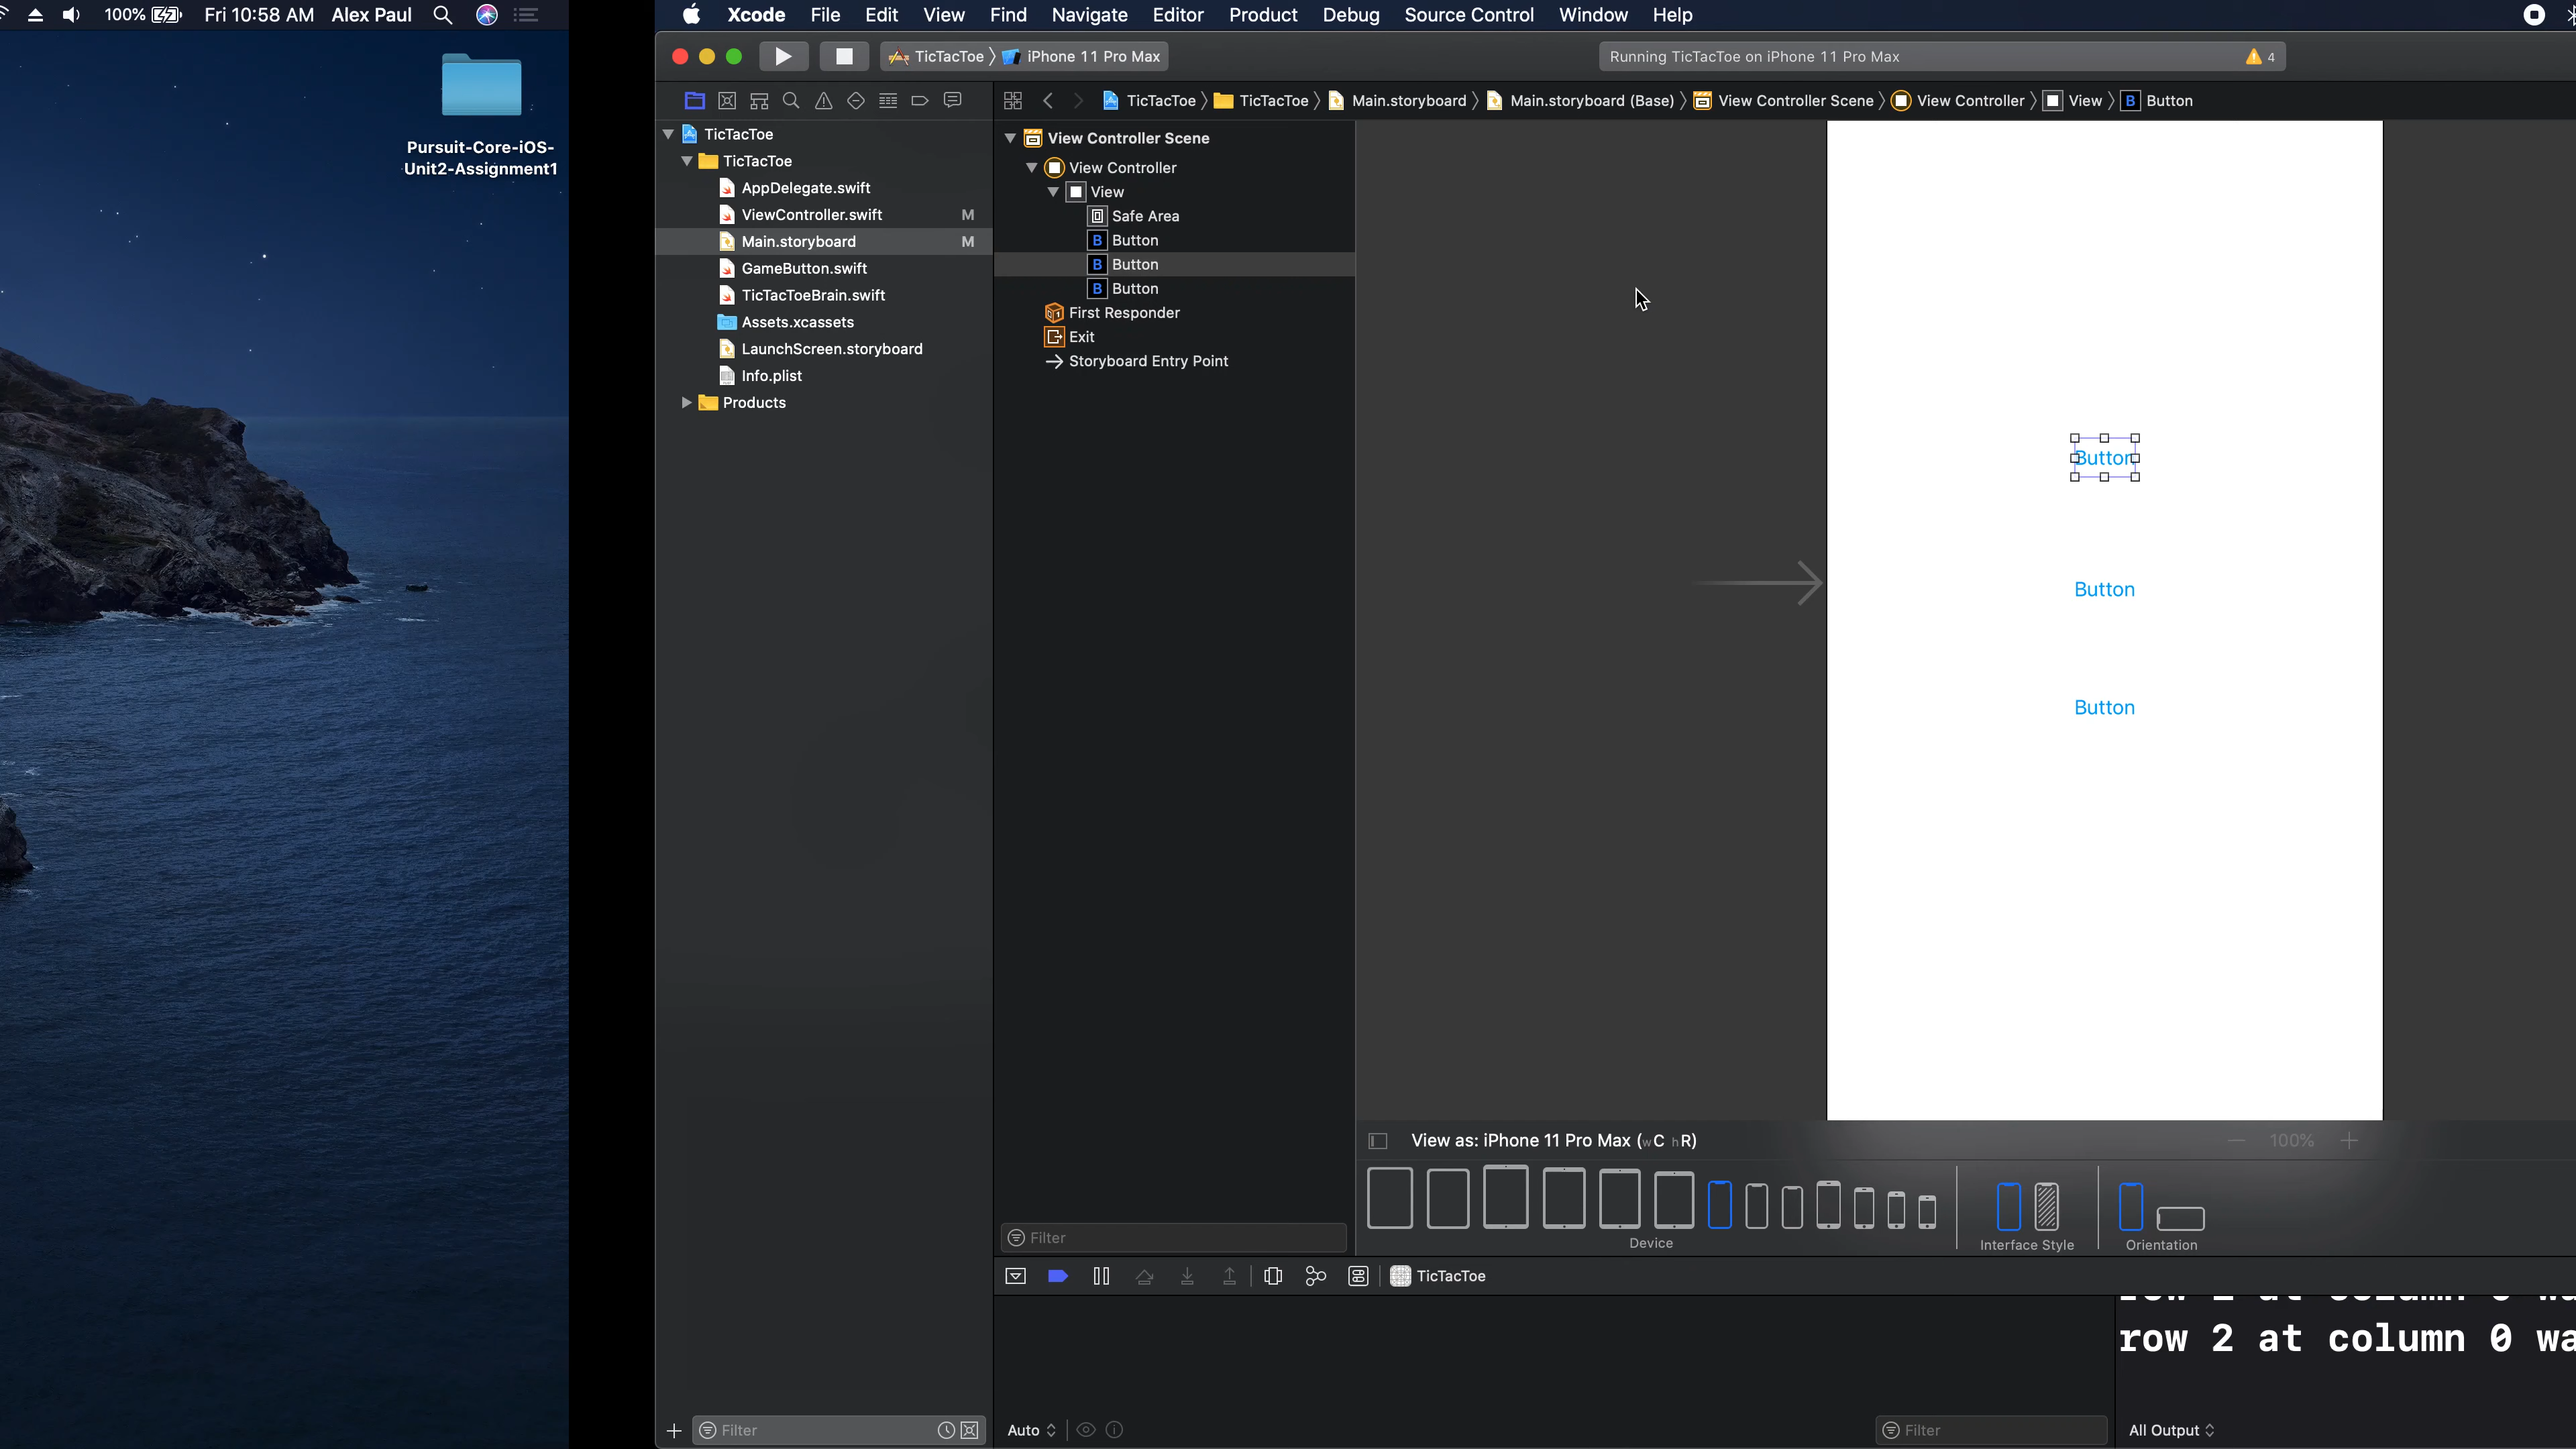 100% Fri 10:58 AM Alex Paul
Pursuit-Core-iOS-
Unit2-Assignment1
Xcode File Edit View Find Navigate Editor Product Debug Source Control Window Help
TicTacToe iPhone 11 Pro Max
Running TicTacToe on iPhone 11 Pro Max 4
TicTacToe TicTacToe Main.storyboard Main.storyboard (Base) View Controller Scene View Controller View B Button
TicTacToe
TicTacToe
AppDelegate.swift
ViewController.swift M
Main.storyboard M
GameButton.swift
TicTacToeBrain.swift
Assets.xcassets
LaunchScreen.storyboard
Info.plist
Products
View Controller Scene
View Controller
View
Safe Area
B Button
B Button
B Button
First Responder
Exit
Storyboard Entry Point
Button
Button
Button
View as: iPhone 11 Pro Max (wC hR)
100%
Filter
Device
Interface Style
Orientation
TicTacToe
row 2 at column 0 wa
Filter
Auto
Filter
All Output